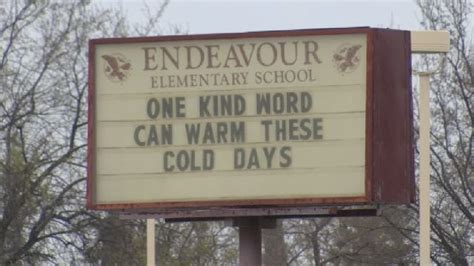 ENDEAVOUR
ELEMENTARY SCHOOL
ONE KIND WORD
CAN WARM THESE
COLD DAYS